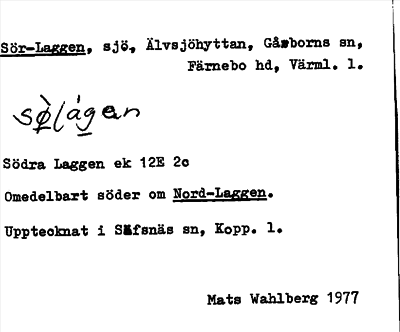 Sör-Laggen, sjö, Älvsjöhyttan, Gåsborns sn,
Färnebo hd, Värml. l.
sø̀lágen
Södra Laggen ek 12E 2c
Omedelbart söder om Nord-Laggen.
Upptecknat i Säfsnäs sn, Kopp. l.
Mats Wahlberg 1977